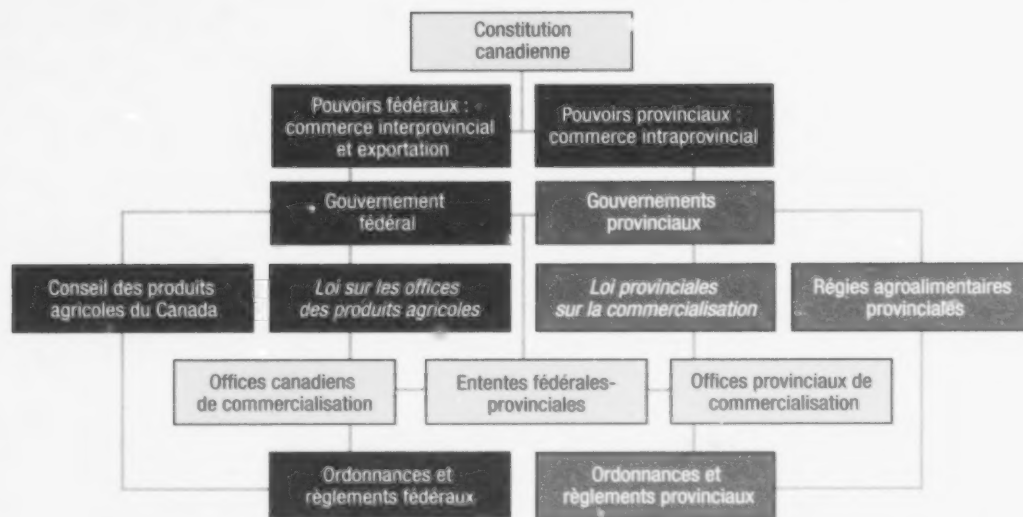 Constitution
canadienne
Pouvoirs fédéraux :
commerce interprovincial
et exportation
Pouvoirs provinciaux :
commerce intraprovincial
Gouvernement
fédéral
Gouvernements
provinciaux
Conseil des produits
agricoles du Canada
Loi sur les offices
des produits agricoles
Loi provinciales
sur la commercialisation
Régies agroalimentaires
provinciales
Offices canadiens
de commercialisation
Ententes fédérales-
provinciales
Offices provinciaux de
commercialisation
Ordonnances et
règlements fédéraux
Ordonnances et
règlements provinciaux